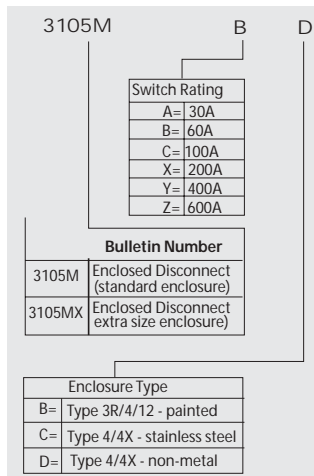 3105M B D
Switch Rating
A= 30A
B= 60A
C= 100A
X= 200A
Y= 400A
Z= 600A
Bulletin Number
3105M Enclosed Disconnect
(standard enclosure)
3105MX Enclosed Disconnect
extra size enclosure)
Enclosure Type
B= Type 3R/4/12 - painted
C= Type 4/4X - stainless steel
D= Type 4/4X - non-metal